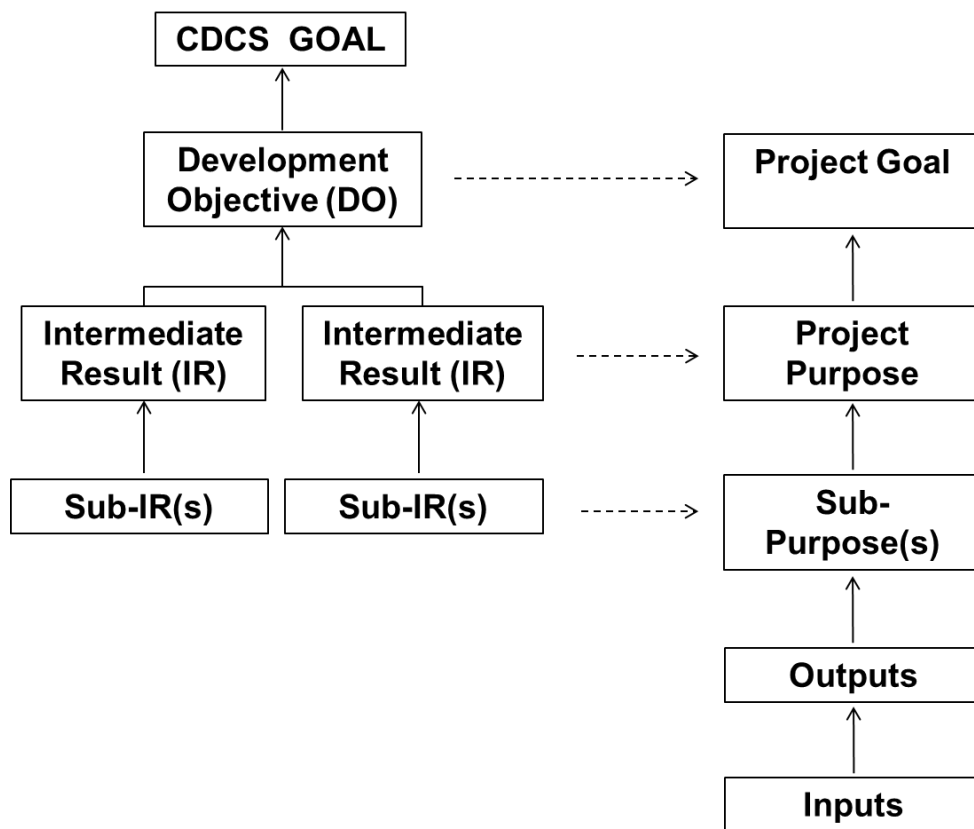 CDCS GOAL
Development
Objective (DO)
Project Goal
Intermediate
Result (IR)
Intermediate
Result (IR)
Project
Purpose
Sub-IR(s)
Sub-IR(s)
Sub-
Purpose(s)
Outputs
Inputs